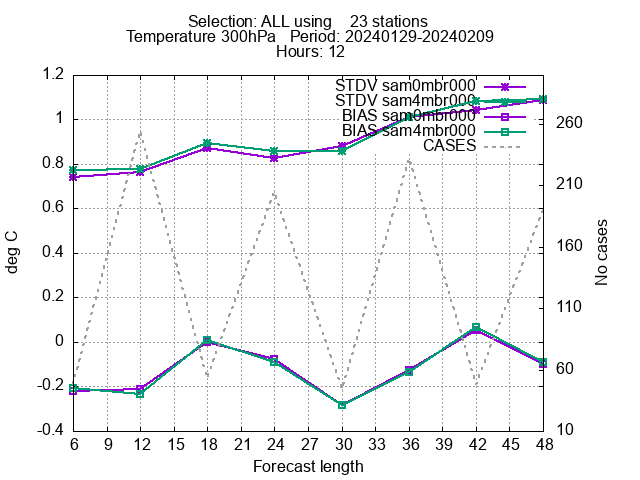 Selection: ALL using    23 stations
Temperature 300hPa   Period: 20240129-20240209
Hours: 12
STDV sam0mbr000
STDV sam4mbr000
BIAS sam0mbr000
BIAS sam4mbr000
CASES
deg C
1.2
1
0.8
0.6
0.4
0.2
0
-0.2
-0.4
260
210
160
110
60
10
No cases
6 9 12 15 18 21 24 27 30 33 36 39 42 45 48
Forecast length